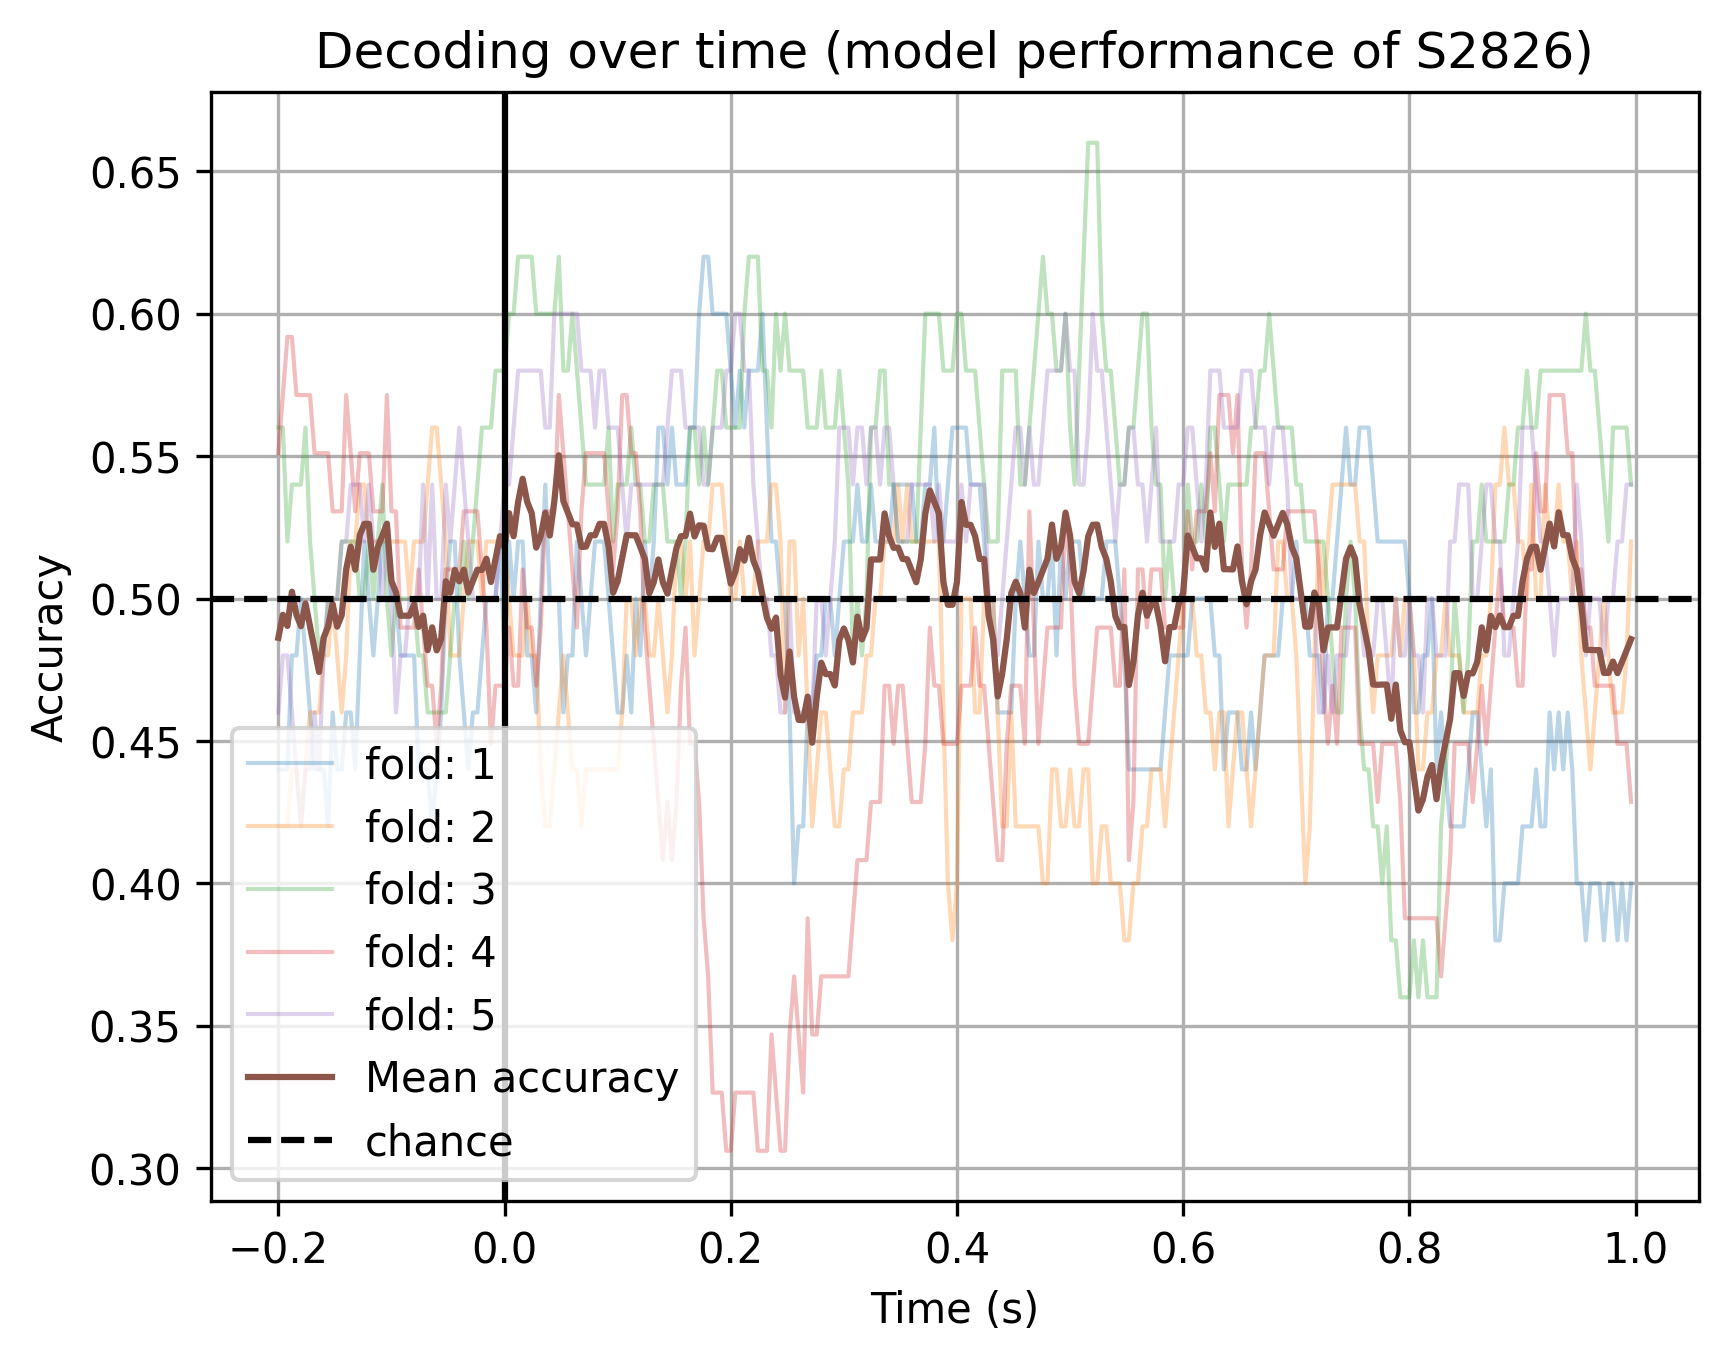 Decoding over time (model performance of S2826)
Accuracy
0.65
0.60
0.55
0.50
0.45
0.40
0.35
0.30
fold: 1
fold: 2
fold: 3
fold: 4
fold: 5
Mean accuracy
chance
−0.2 0.0 0.2 0.4 0.6 0.8 1.0
Time (s)